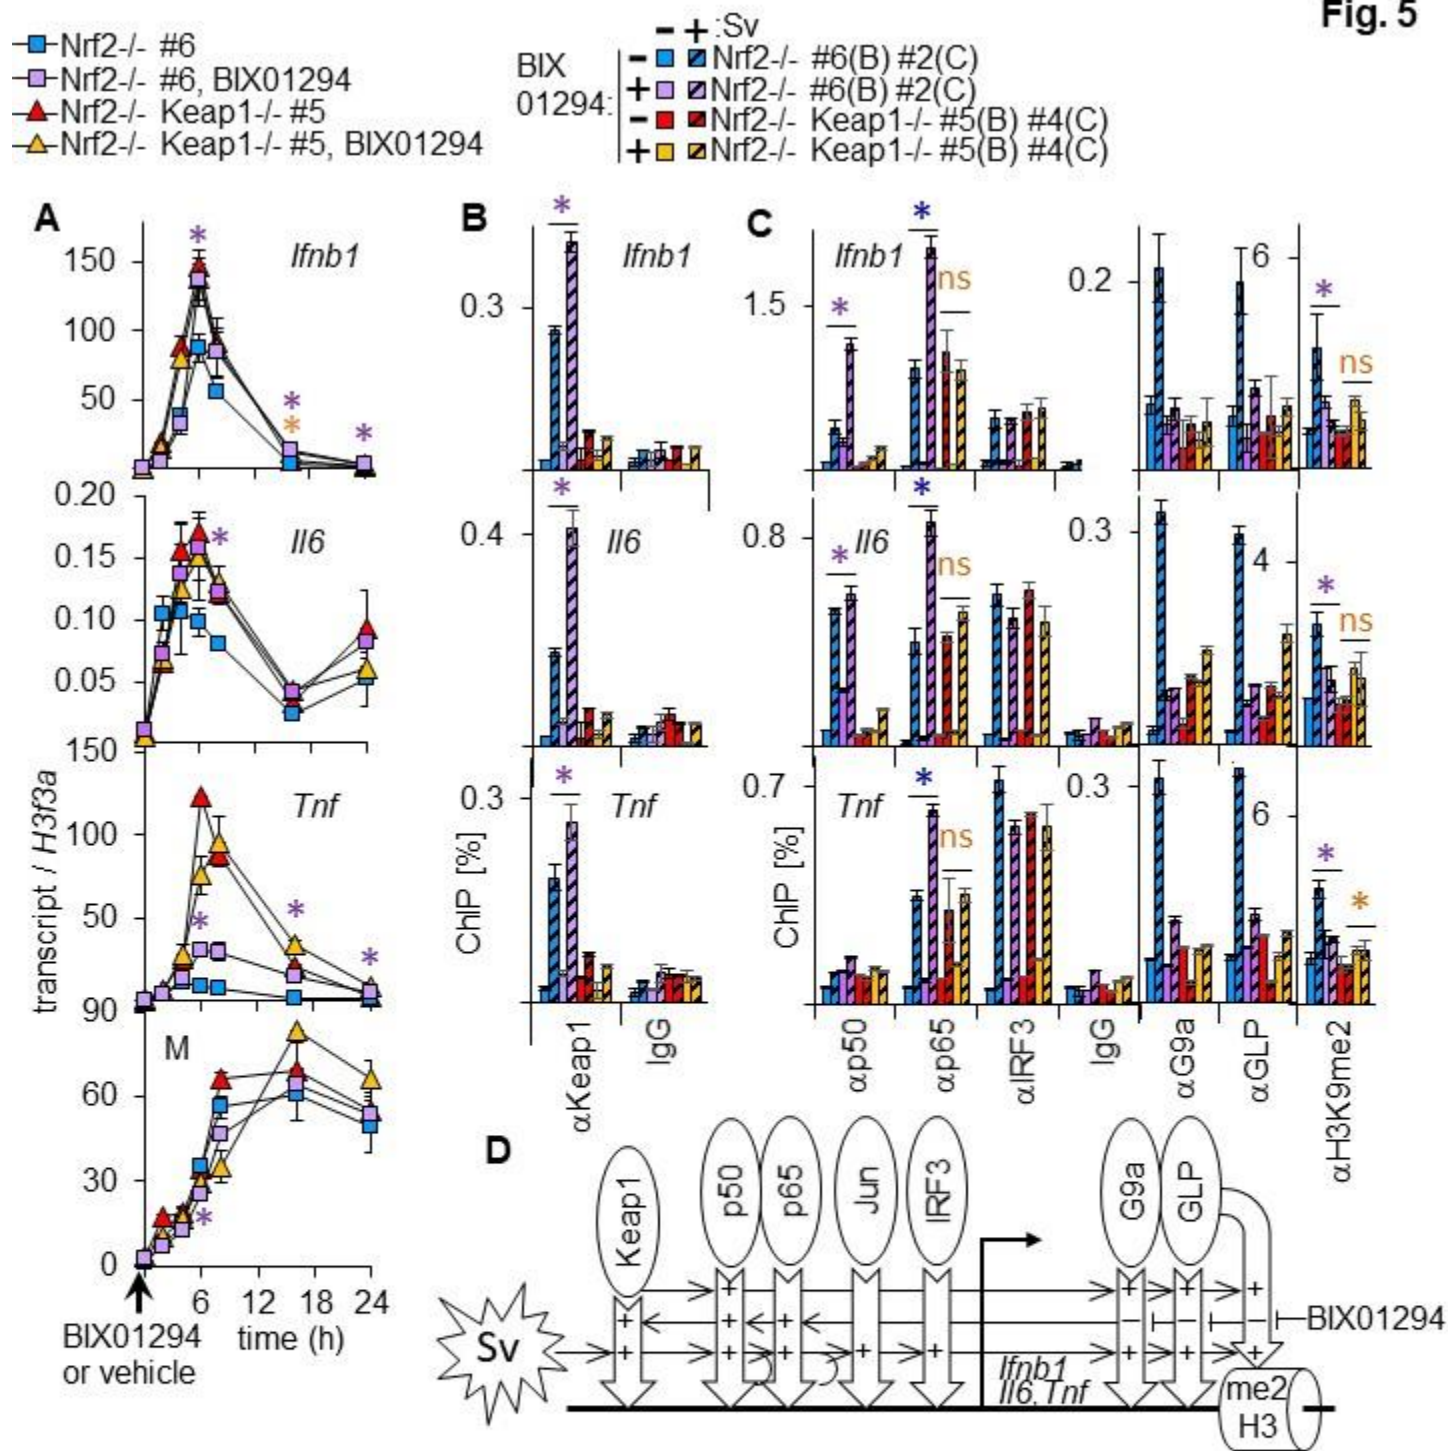 Fig. 5
Nrf2-/- #6
Nrf2-/- #6, BIX01294
Nrf2-/- Keap1-/- #5
Nrf2-/- Keap1-/- #5, BIX01294
- + :Sv
BIX
01294:
- Nrf2-/- #6(B) #2(C)
+ Nrf2-/- #6(B) #2(C)
- Nrf2-/- Keap1-/- #5(B) #4(C)
+ Nrf2-/- Keap1-/- #5(B) #4(C)
A
transcript / H3f3a
Ifnb1
150
100
50
*
*
*
*
Il6
0.20
0.15
0.10
0.05
*
Tnf
150
100
50
*
*
*
M
90
60
30
0
*
6 12 18 24
time (h)
BIX01294
or vehicle
B
ChIP [%]
Ifnb1
0.3
*
Il6
0.4
*
Tnf
0.3
*
αKeap1
IgG
C
ChIP [%]
Ifnb1
1.5
*
*
ns
0.2
6
*
ns
Il6
0.8
*
*
ns
0.3
4
*
ns
Tnf
0.7
*
ns
0.3
6
*
*
αp50
αp65
αIRF3
IgG
αG9a
αGLP
αH3K9me2
D
Keap1
p50
p65
Jun
IRF3
G9a
GLP
+ + + +
+ + + - - - BIX01294
Sv
+ + + + + + + +
Ifnb1
Il6, Tnf
me2
H3